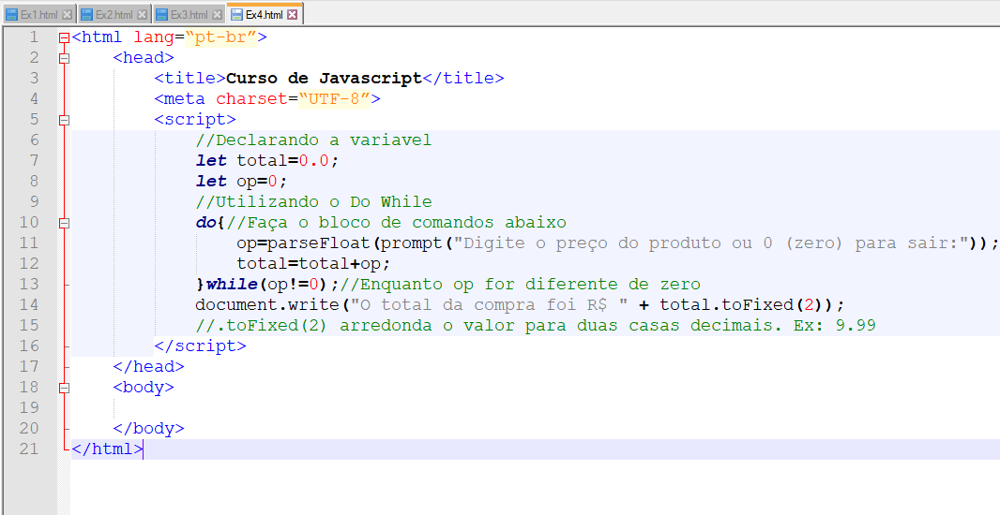 Ex1.html Ex2.html Ex3.html Ex4.html
1 <html lang=“pt-br”>
2 <head>
3 <title>Curso de Javascript</title>
4 <meta charset=“UTF-8”>
5 <script>
6 //Declarando a variavel
7 let total=0.0;
8 let op=0;
9 //Utilizando o Do While
10 do{//Faça o bloco de comandos abaixo
11 op=parseFloat(prompt("Digite o preço do produto ou 0 (zero) para sair:"));
12 total=total+op;
13 }while(op!=0);//Enquanto op for diferente de zero
14 document.write("O total da compra foi R$ " + total.toFixed(2));
15 //.toFixed(2) arredonda o valor para duas casas decimais. Ex: 9.99
16 </script>
17 </head>
18 <body>
19
20 </body>
21 </html>